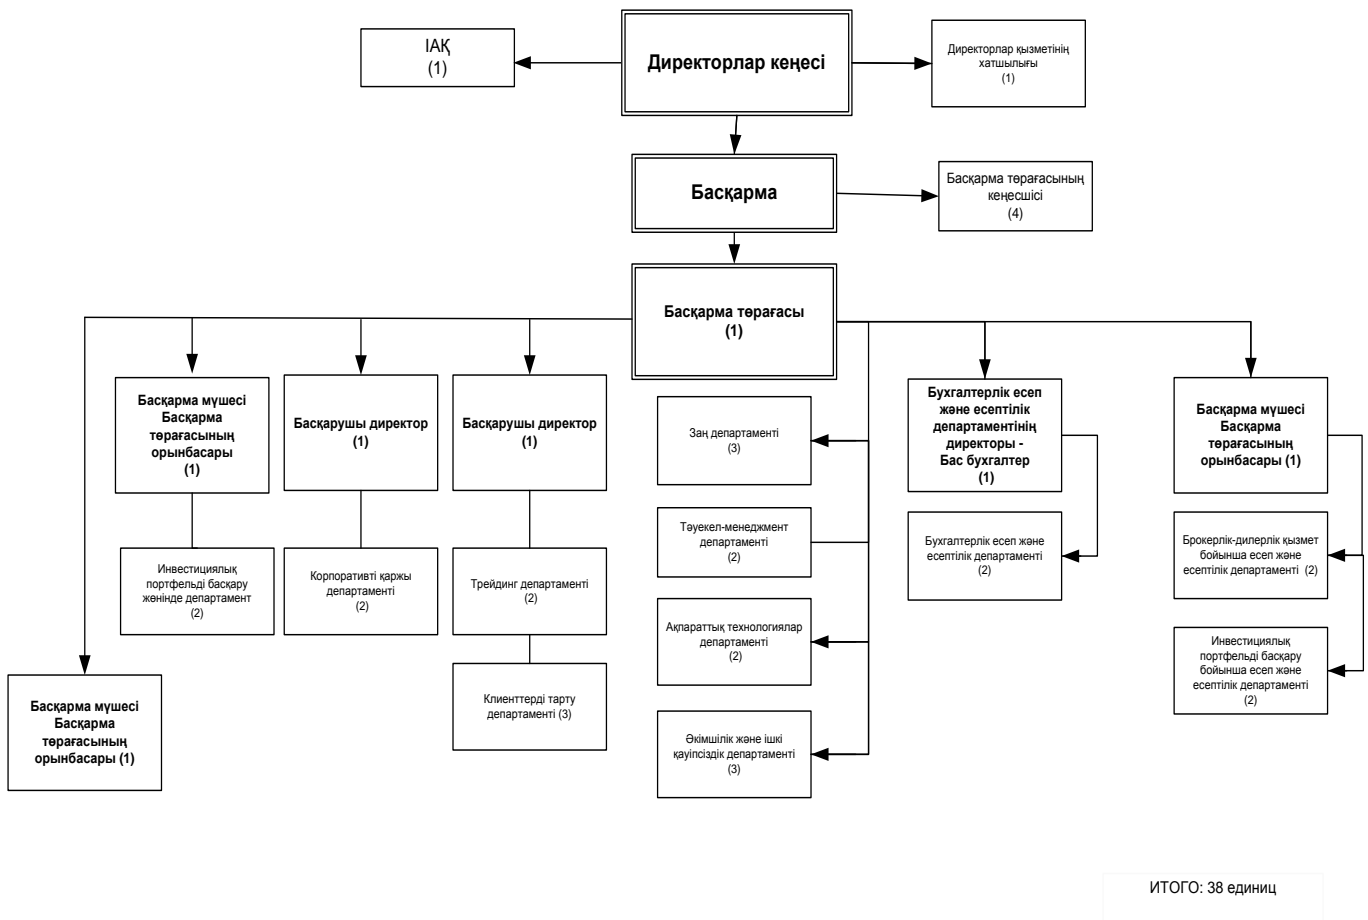 ІАҚ
(1)
Директорлар кеңесі
Директорлар қызметінің
хатшылығы
(1)
Басқарма
Басқарма төрағасының
кеңесшісі
(4)
Басқарма төрағасы
(1)
Басқарма мүшесі
Басқарма
төрағасының
орынбасары
(1)
Басқарушы директор
(1)
Басқарушы директор
(1)
Заң департаменті
(3)
Бухгалтерлік есеп
және есептілік
департаментінің
директоры -
Бас бухгалтер
(1)
Басқарма мүшесі
Басқарма
төрағасының
орынбасары (1)
Инвестициялық
портфельді басқару
жөнінде департамент
(2)
Корпоративті қаржы
департаменті
(2)
Трейдинг департаменті
(2)
Тәуекел-менеджмент
департаменті
(2)
Бухгалтерлік есеп және
есептілік департаменті
(2)
Брокерлік-дилерлік қызмет
бойынша есеп және
есептілік департаменті (2)
Ақпараттық технологиялар
департаменті
(2)
Инвестициялық
портфельді басқару
бойынша есеп және
есептілік департаменті
(2)
Басқарма мүшесі
Басқарма
төрағасының
орынбасары (1)
Клиенттерді тарту
департаменті (3)
Әкімшілік және ішкі
қауіпсіздік департаменті
(3)
ИТОГО: 38 единиц